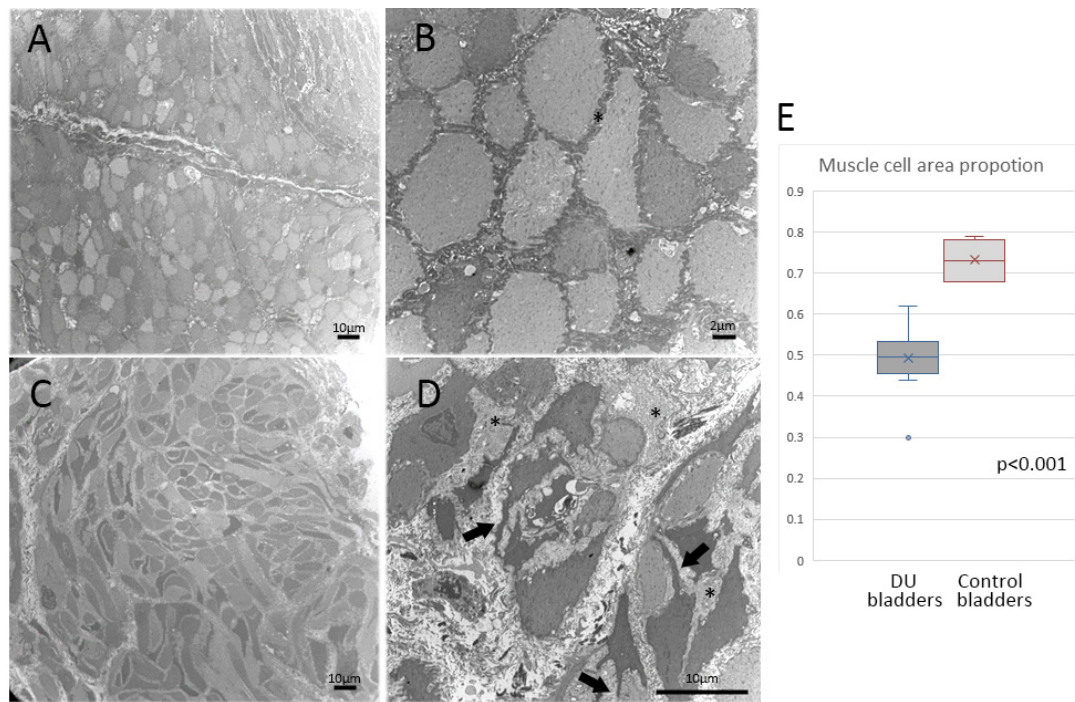 A
10µm
B
*
2µm
C
10µm
D
*
*
*
10µm
E
Muscle cell area propotion
0.9
0.8
0.7
0.6
0.5
0.4
0.3
0.2
0.1
0
p<0.001
DU
bladders
Control
bladders